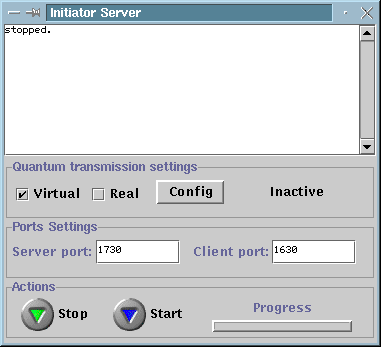 Initiator Server
stopped.
Quantum transmission settings
Virtual Real Config Inactive
Ports Settings
Server port: 1730 Client port: 1630
Actions
Stop Start Progress